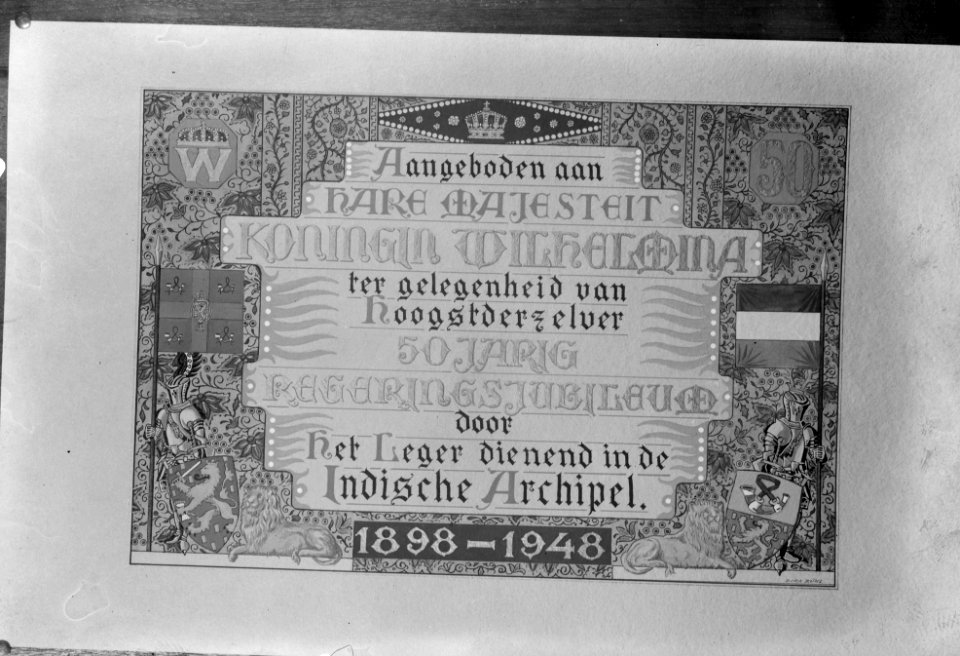 W
50
Aangeboden aan
HARE MAJESTEIT
KONINGIN WILHELMINA
ter gelegenheid van
Hoogstderzelver
50 JARIG
REGERINGSJUBILEUM
door
Het Leger dienend in de
Indische Archipel.
1898 – 1948